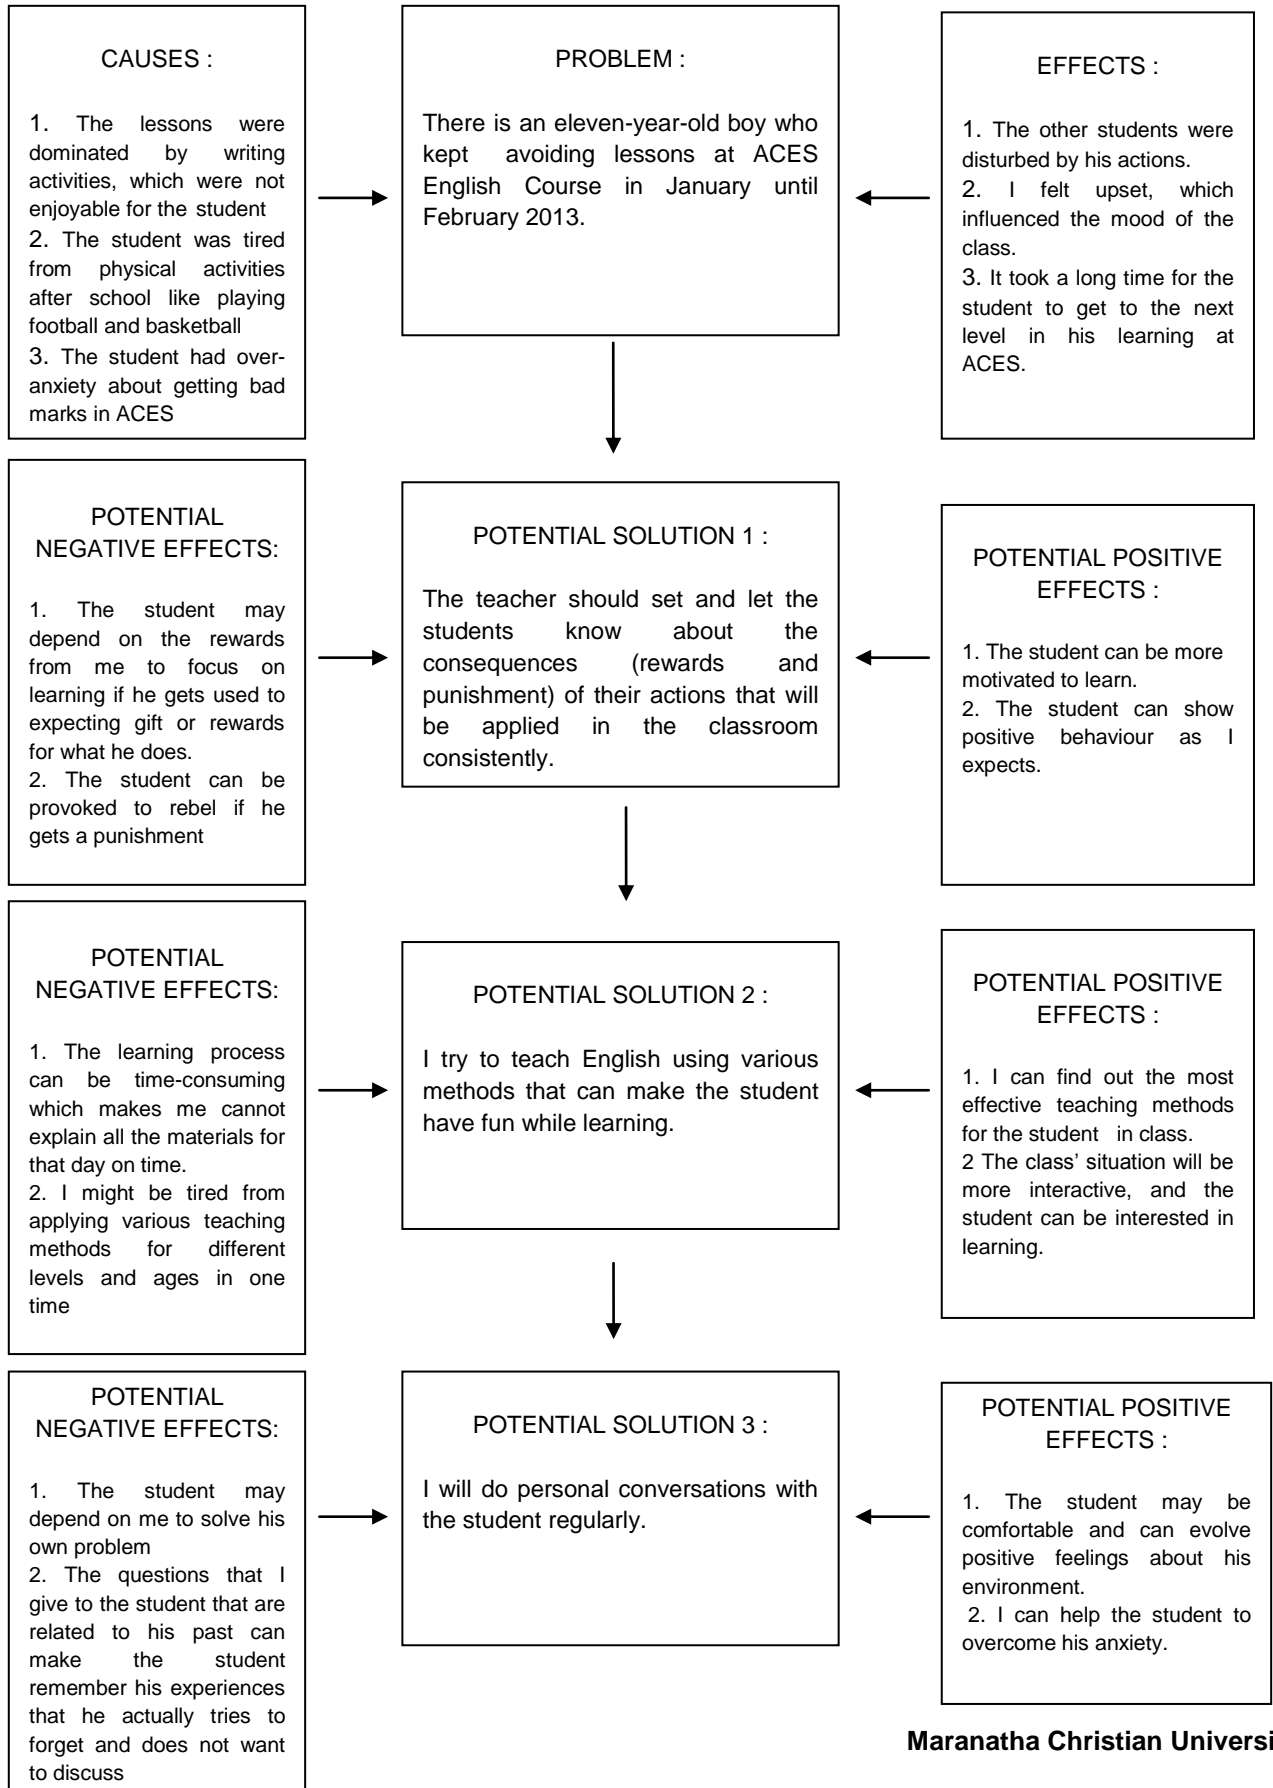 CAUSES :
1. The lessons were
dominated by writing
activities, which were not
enjoyable for the student
2. The student was tired
from physical activities
after school like playing
football and basketball
3. The student had over-
anxiety about getting bad
marks in ACES
PROBLEM :
There is an eleven-year-old boy who
kept avoiding lessons at ACES
English Course in January until
February 2013.
EFFECTS :
1. The other students were
disturbed by his actions.
2. I felt upset, which
influenced the mood of the
class.
3. It took a long time for the
student to get to the next
level in his learning at
ACES.
POTENTIAL
NEGATIVE EFFECTS:
1. The student may
depend on the rewards
from me to focus on
learning if he gets used to
expecting gift or rewards
for what he does.
2. The student can be
provoked to rebel if he
gets a punishment
POTENTIAL SOLUTION 1 :
The teacher should set and let the
students know about the
consequences (rewards and
punishment) of their actions that will
be applied in the classroom
consistently.
POTENTIAL POSITIVE
EFFECTS :
1. The student can be more
motivated to learn.
2. The student can show
positive behaviour as I
expects.
POTENTIAL
NEGATIVE EFFECTS:
1. The learning process
can be time-consuming
which makes me cannot
explain all the materials for
that day on time.
2. I might be tired from
applying various teaching
methods for different
levels and ages in one
time
POTENTIAL SOLUTION 2 :
I try to teach English using various
methods that can make the student
have fun while learning.
POTENTIAL POSITIVE
EFFECTS :
1. I can find out the most
effective teaching methods
for the student in class.
2 The class’ situation will be
more interactive, and the
student can be interested in
learning.
POTENTIAL
NEGATIVE EFFECTS:
1. The student may
depend on me to solve his
own problem
2. The questions that I
give to the student that are
related to his past can
make the student
remember his experiences
that he actually tries to
forget and does not want
to discuss
POTENTIAL SOLUTION 3 :
I will do personal conversations with
the student regularly.
POTENTIAL POSITIVE
EFFECTS :
1. The student may be
comfortable and can evolve
positive feelings about his
environment.
2. I can help the student to
overcome his anxiety.
Maranatha Christian Universi